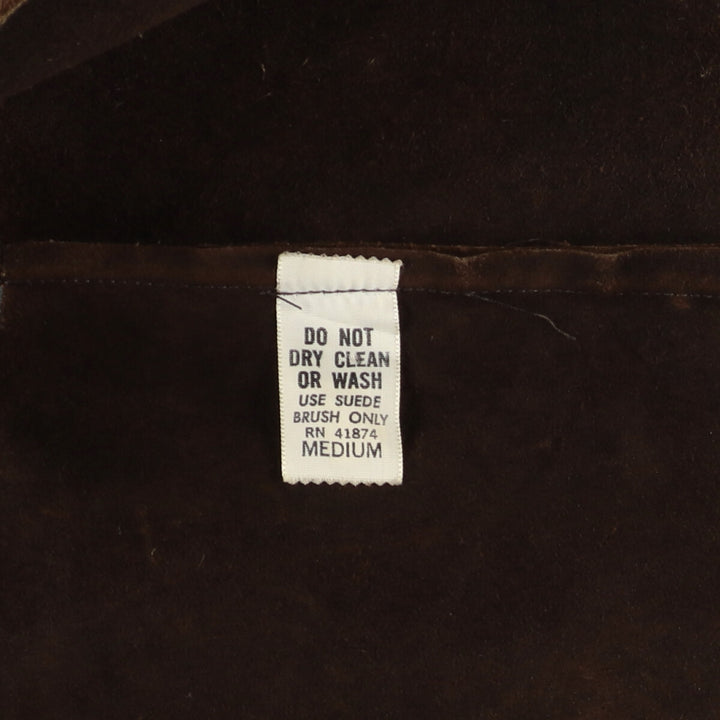 DO NOT
DRY CLEAN
OR WASH
USE SUEDE
BRUSH ONLY
RN 41874
MEDIUM